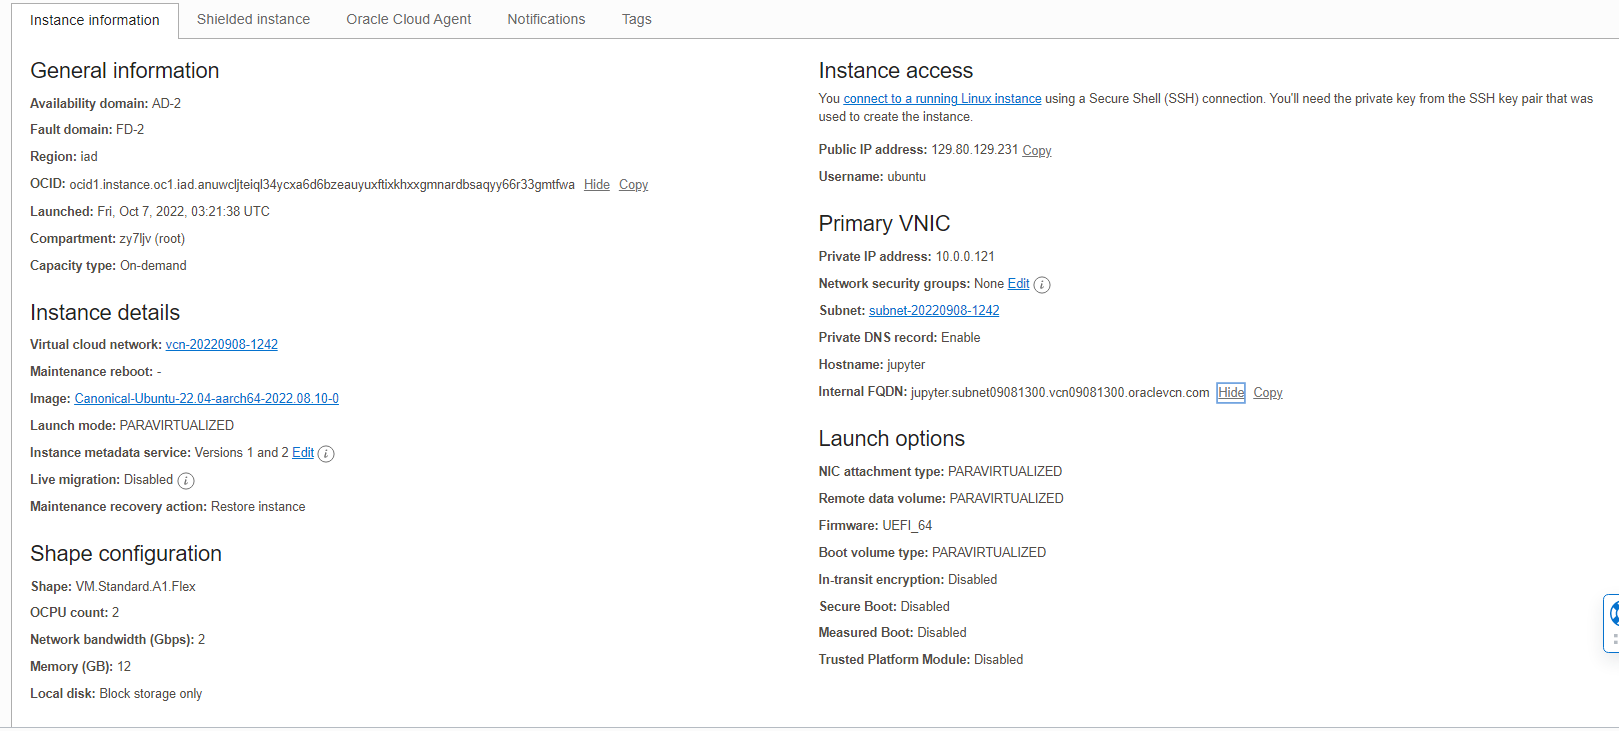 Instance information
Shielded instance
Oracle Cloud Agent
Notifications
Tags
General information
Availability domain: AD-2
Fault domain: FD-2
Region: iad
OCID: ocid1.instance.oc1.iad.anuwcljteiql34ycxa6d6bzeauyuxftixkhxxgmnardbsaqyy66r33gmtfwa Hide Copy
Launched: Fri, Oct 7, 2022, 03:21:38 UTC
Compartment: zy7ljv (root)
Capacity type: On-demand
Instance details
Virtual cloud network: vcn-20220908-1242
Maintenance reboot: -
Image: Canonical-Ubuntu-22.04-aarch64-2022.08.10-0
Launch mode: PARAVIRTUALIZED
Instance metadata service: Versions 1 and 2 Edit i
Live migration: Disabled i
Maintenance recovery action: Restore instance
Shape configuration
Shape: VM.Standard.A1.Flex
OCPU count: 2
Network bandwidth (Gbps): 2
Memory (GB): 12
Local disk: Block storage only
Instance access
You connect to a running Linux instance using a Secure Shell (SSH) connection. You'll need the private key from the SSH key pair that was
used to create the instance.
Public IP address: 129.80.129.231 Copy
Username: ubuntu
Primary VNIC
Private IP address: 10.0.0.121
Network security groups: None Edit i
Subnet: subnet-20220908-1242
Private DNS record: Enable
Hostname: jupyter
Internal FQDN: jupyter.subnet09081300.vcn09081300.oraclevcn.com Hide Copy
Launch options
NIC attachment type: PARAVIRTUALIZED
Remote data volume: PARAVIRTUALIZED
Firmware: UEFI_64
Boot volume type: PARAVIRTUALIZED
In-transit encryption: Disabled
Secure Boot: Disabled
Measured Boot: Disabled
Trusted Platform Module: Disabled